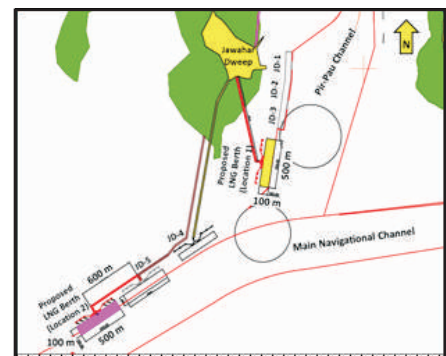 Jawahar
Dweep
N
JD-1
JD-2
JD-3
Pir-Pau Channel
Proposed
LNG Berth
(Location 1)
500 m
100 m
JD-4
Main Navigational Channel
JD-5
600 m
Proposed
LNG Berth
(Location 2)
100 m
500 m